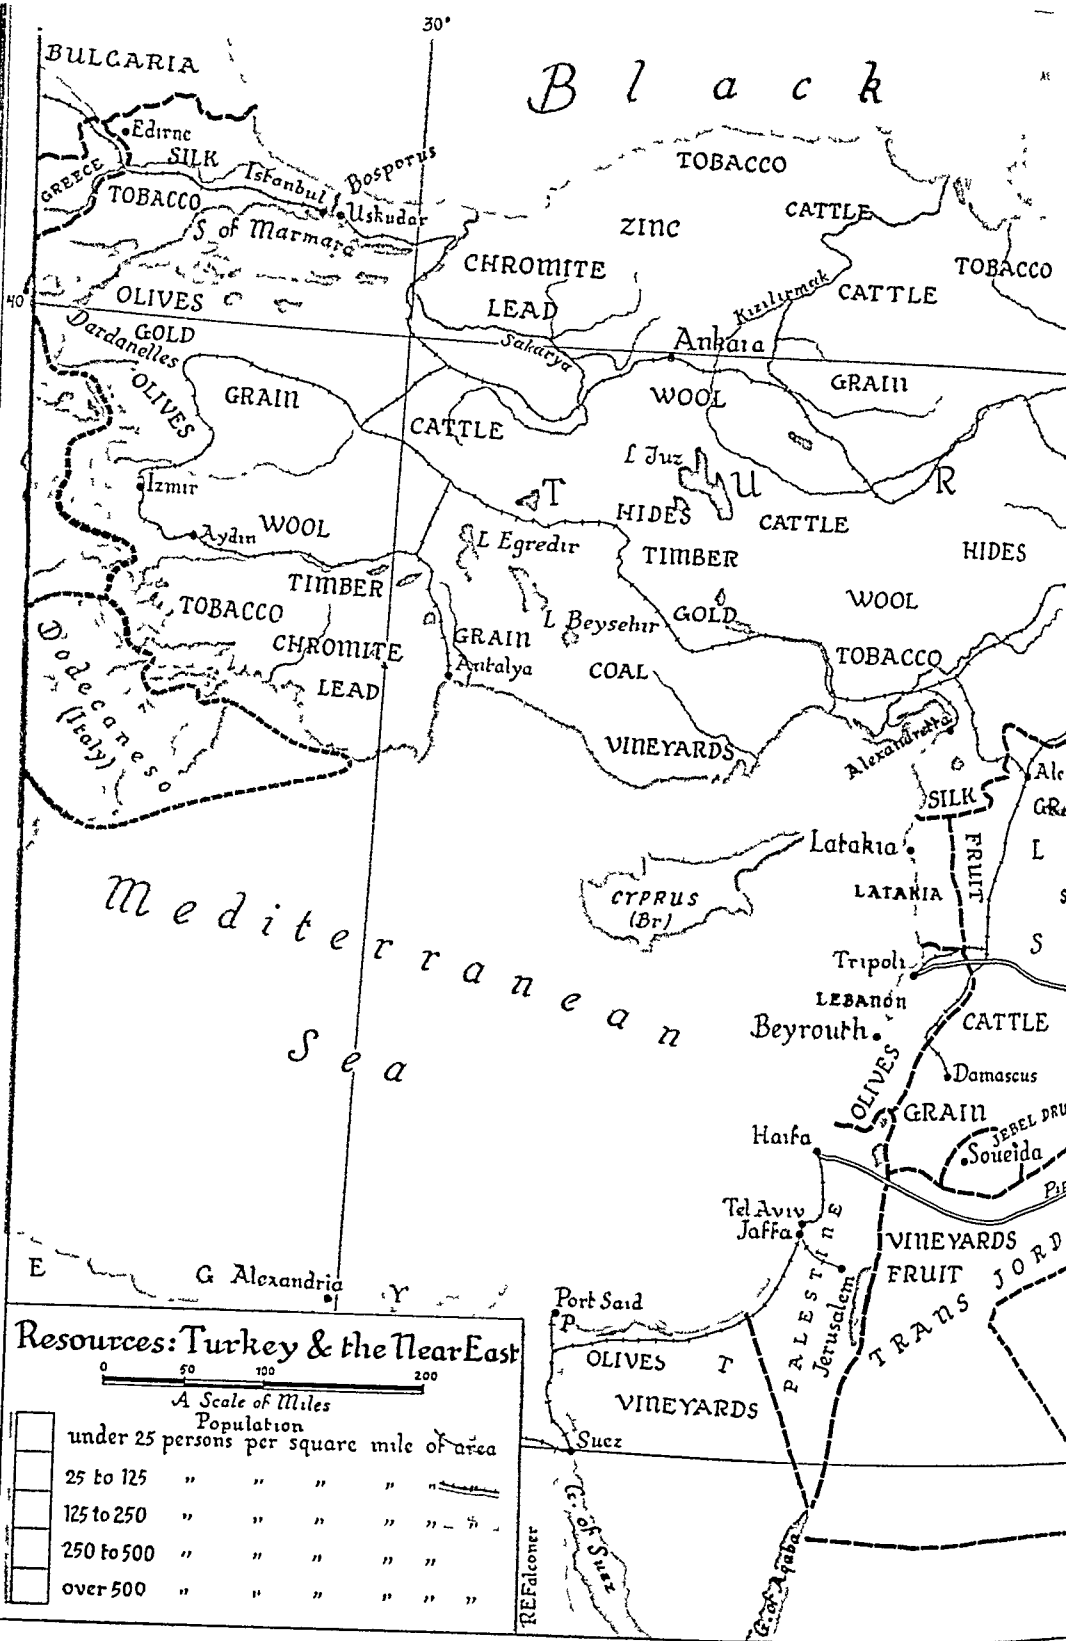 30°
BULGARIA
Black
Edirne
SILK
GREECE
TOBACCO
Istanbul
Bosporus
Uskudar
S of Marmara
TOBACCO
ZINC
CATTLE
CHROMITE
TOBACCO
40°
OLIVES
LEAD
Kızılırmak
CATTLE
GOLD
Dardanelles
Sakarya
Ankara
OLIVES
GRAIN
WOOL
GRAIN
CATTLE
L Juz
Izmir
T U R
HIDES
CATTLE
Aydın
WOOL
L Egredir
TIMBER
HIDES
TIMBER
TOBACCO
L Beysehir
GOLD
WOOL
Dodecaneso
(Italy)
CHROMITE
GRAIN
Antalya
COAL
TOBACCO
LEAD
VINEYARDS
Alexandretta
SILK
Latakia
FRUIT
L
CYPRUS
(Br)
LATAKIA
S
Mediterranean
Sea
Tripoli
S
LEBANON
CATTLE
Beyrouth
OLIVES
Damascus
GRAIN
Haifa
JEBEL DRU
Soueida
Tel Aviv
Jaffa
PALESTINE
VINEYARDS
FRUIT
Jerusalem
TRANS JORD
E G Y P T
Alexandria
Port Said
OLIVES
VINEYARDS
Suez
G. of Suez
G. of Aqaba
Resources: Turkey & the Near East
0 50 100 200
A Scale of Miles
Population
under 25 persons per square mile of area
25 to 125 " " " " "
125 to 250 " " " " " "
250 to 500 " " " " "
over 500 " " " " " "
REFalconer